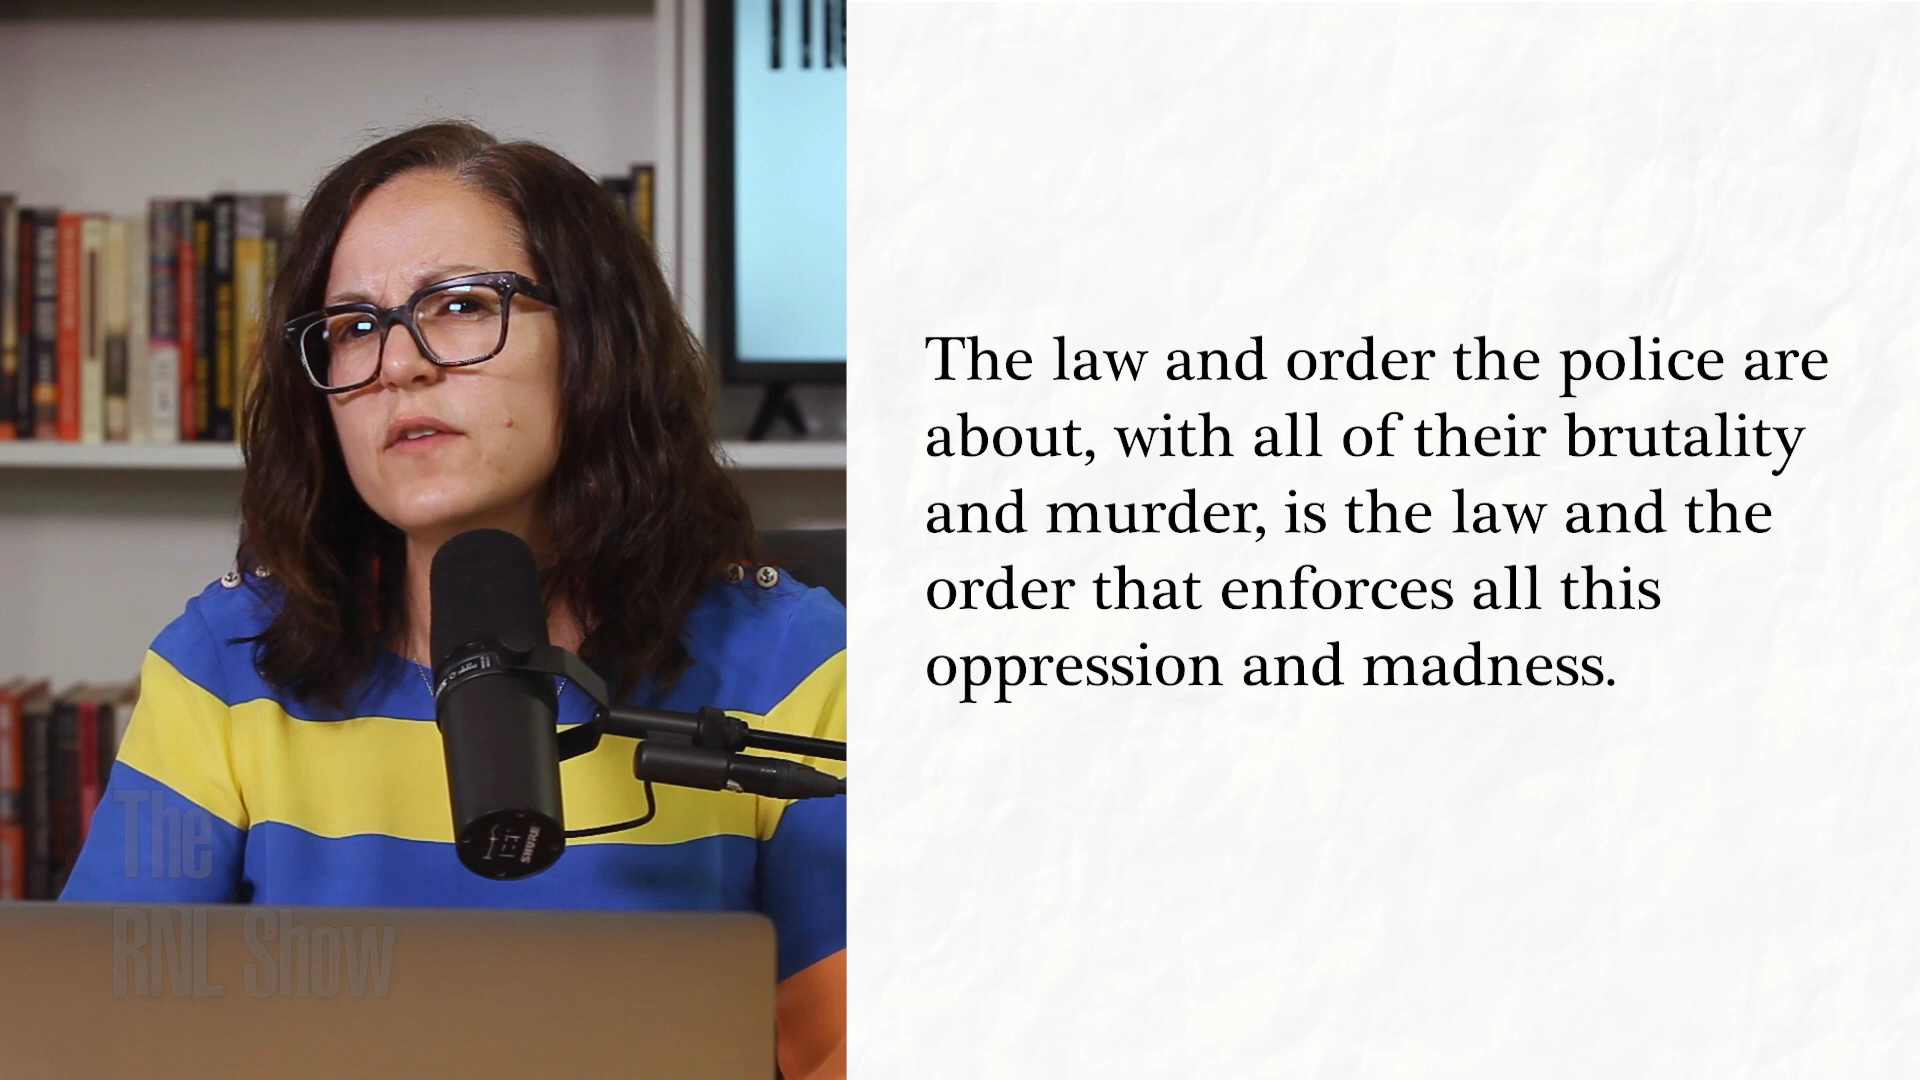 The law and order the police are
about, with all of their brutality
and murder, is the law and the
order that enforces all this
oppression and madness.
The
RNL Show
SHURE